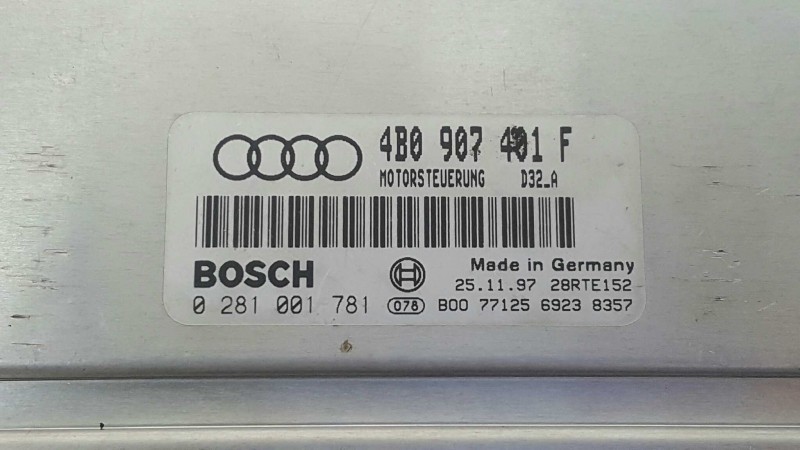 4B0 907 401 F
MOTORSTEUERUNG D32_A
BOSCH
Made in Germany
25.11.97 28RTE152
0 281 001 781 078 B00 77125 6923 8357